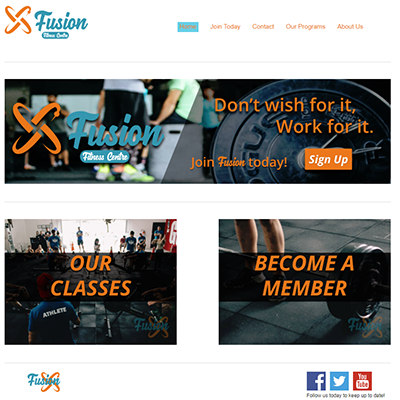 Fusion
Fitness Centre
Home Join Today Contact Our Programs About Us
Fusion
Fitness Centre
Don't wish for it,
Work for it.
Join Fusion today!
Sign Up
OUR
CLASSES
ATHLETE
Fusion
BECOME A
MEMBER
Fusion
Fusion
You
Tube
Follow us today to keep up to date!